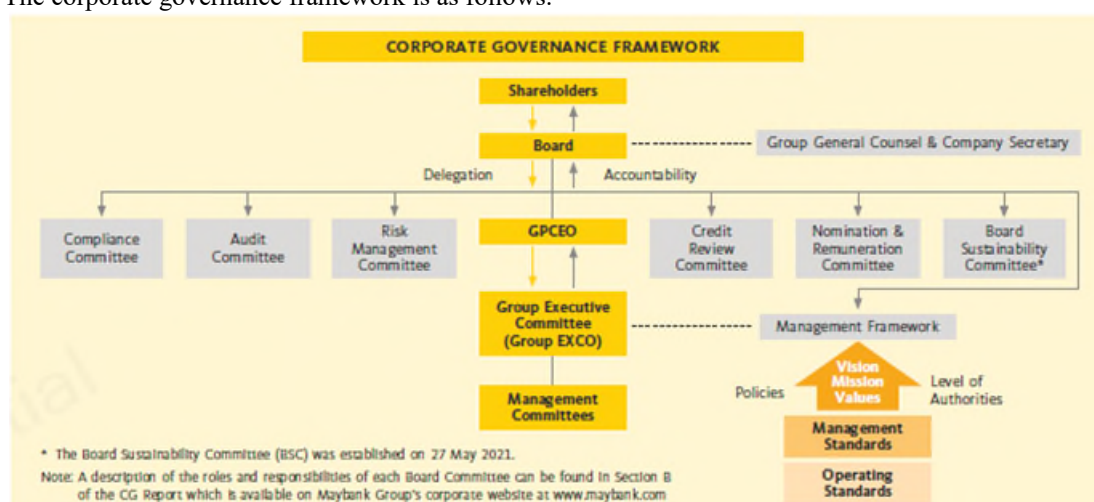 The corporate governance framework is as follows:
CORPORATE GOVERNANCE FRAMEWORK
Shareholders
Board
Group General Counsel & Company Secretary
Delegation
Accountability
Compliance
Committee
Audit
Committee
Risk
Management
Committee
GPCEO
Credit
Review
Committee
Nomination &
Remuneration
Committee
Board
Sustainability
Committee*
Group Executive
Committee
(Group EXCO)
Management Framework
Management
Committees
Policies
Vision
Mission
Values
Level of
Authorities
Management
Standards
Operating
Standards
* The Board Sustainability Committee (BSC) was established on 27 May 2021.
Note: A description of the roles and responsibilities of each Board Committee can be found in Section B
of the CG Report which is available on Maybank Group's corporate website at www.maybank.com